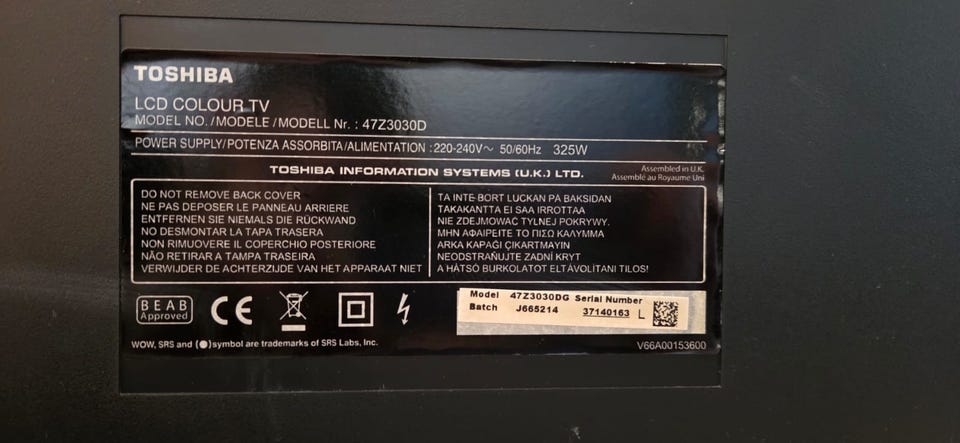 TOSHIBA
LCD COLOUR TV
MODEL NO./MODELE/MODELL Nr. : 47Z3030D
POWER SUPPLY/POTENZA ASSORBITA/ALIMENTATION : 220-240V~ 50/60Hz 325W
TOSHIBA INFORMATION SYSTEMS (U.K.) LTD.
Assembled in U.K.
Assemblé au Royaume Uni
DO NOT REMOVE BACK COVER
NE PAS DEPOSER LE PANNEAU ARRIERE
ENTFERNEN SIE NIEMALS DIE RÜCKWAND
NO DESMONTAR LA TAPA TRASERA
NON RIMUOVERE IL COPERCHIO POSTERIORE
NÃO RETIRAR A TAMPA TRASEIRA
VERWIJDER DE ACHTERZIJDE VAN HET APPARAAT NIET
TA INTE BORT LUCKAN PÅ BAKSIDAN
TAKAKANTTA EI SAA IRROTTAA
NIE ZDEJMOWAĆ TYLNEJ POKRYWY.
ΜΗΝ ΑΦΑΙΡΕΙΤΕ ΤΟ ΠΙΣΩ ΚΑΛΥΜΜΑ
ARKA KAPAĞI ÇIKARTMAYIN
NEODSTRAŇUJTE ZADNÍ KRYT
A HÁTSÓ BURKOLATOT ELTÁVOLÍTANI TILOS!
BEAB
Approved
CE
Model 47Z3030DG Serial Number
Batch J665214 37140163 L
WOW, SRS and (●) symbol are trademarks of SRS Labs, Inc.
V66A00153600